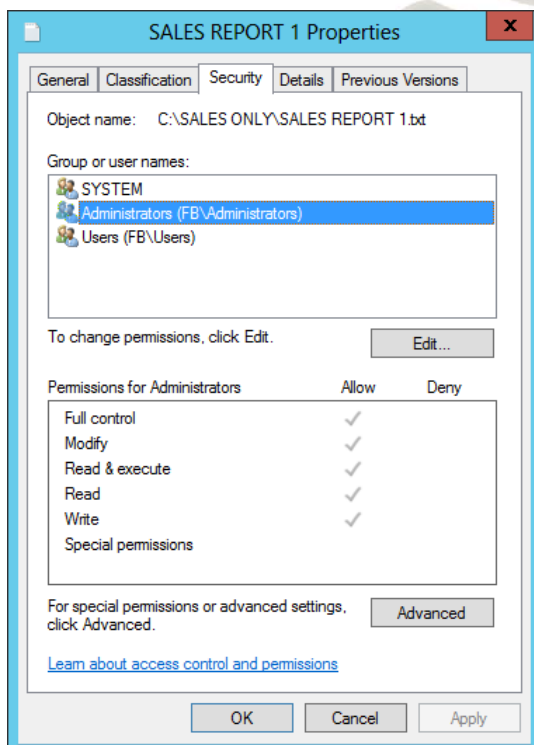 SALES REPORT 1 Properties
x
General Classification Security Details Previous Versions
Object name: C:\SALES ONLY\SALES REPORT 1.txt
Group or user names:
SYSTEM
Administrators (FB\Administrators)
Users (FB\Users)
To change permissions, click Edit.
Edit...
Permissions for Administrators Allow Deny
Full control
Modify
Read & execute
Read
Write
Special permissions
For special permissions or advanced settings,
click Advanced.
Advanced
Learn about access control and permissions
OK Cancel Apply